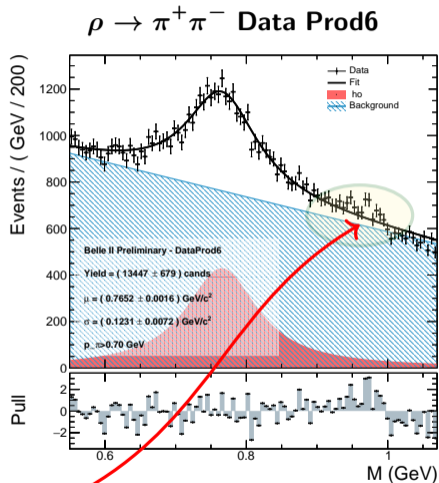 ρ → π⁺π⁻ Data Prod6
Events / ( GeV / 200 )
1200
1000
800
600
400
200
0
Data
Fit
ho
Background
Belle II Preliminary - DataProd6
Yield = ( 13447 ± 679 ) cands
μ = ( 0.7652 ± 0.0016 ) GeV/c²
σ = ( 0.1231 ± 0.0072 ) GeV/c²
p_π>0.70 GeV
Pull
2
0
−2
0.6 0.8 1
M (GeV)